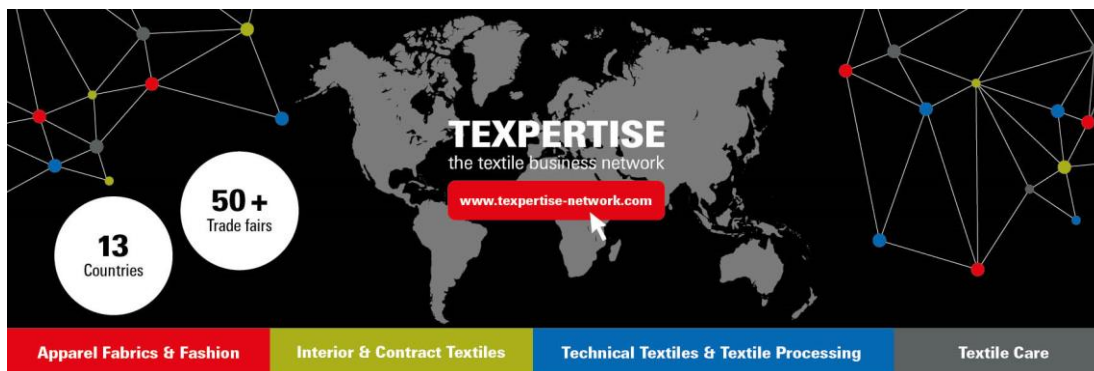 TEXPERTISE
the textile business network
www.texpertise-network.com
50+
Trade fairs
13
Countries
Apparel Fabrics & Fashion
Interior & Contract Textiles
Technical Textiles & Textile Processing
Textile Care